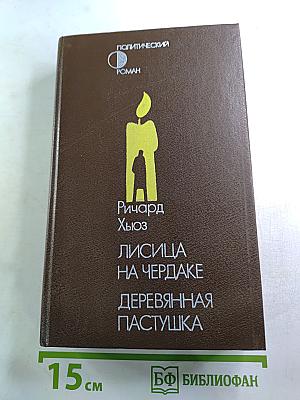 ПОЛИТИЧЕСКИЙ
РОМАН
Ричард
Хьюз
ЛИСИЦА
НА ЧЕРДАКЕ
ДЕРЕВЯННАЯ
ПАСТУШКА
15 см
БФ БИБЛИОФАН